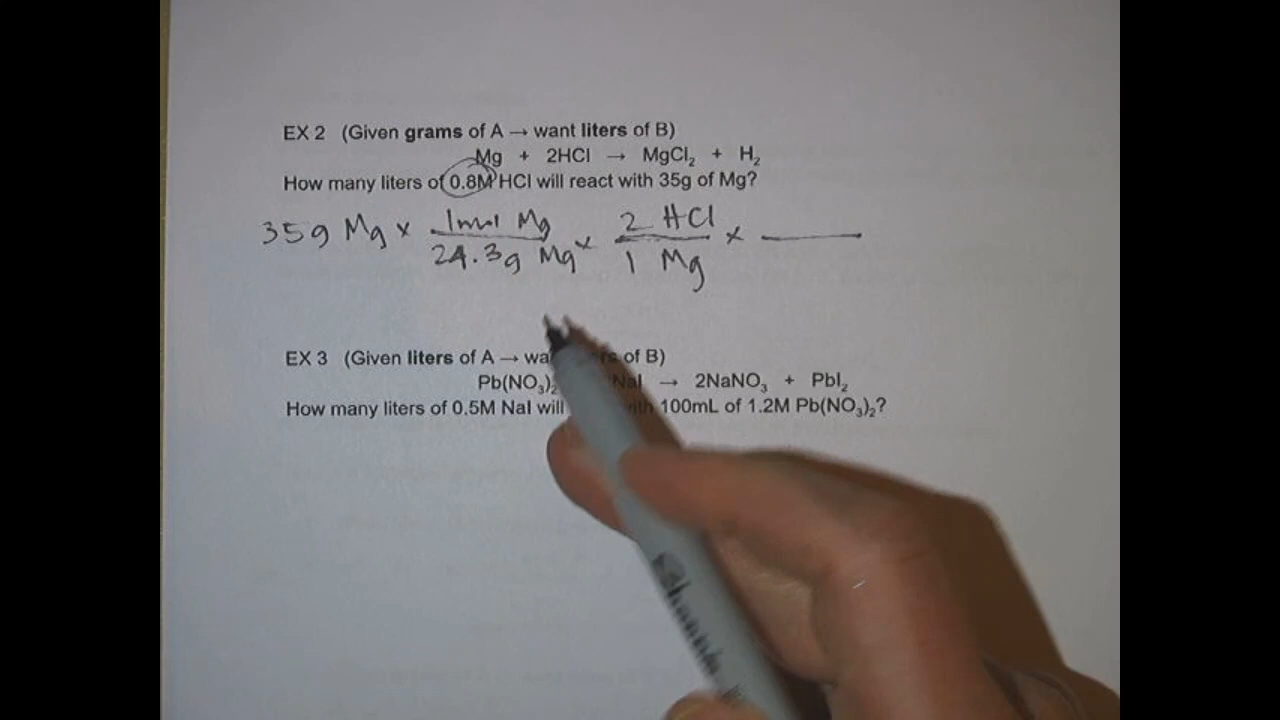 EX 2 (Given grams of A → want liters of B)
Mg + 2HCl → MgCl₂ + H₂
How many liters of 0.8M HCl will react with 35g of Mg?
35g Mg × 1mol Mg / 24.3g Mg × 2 HCl / 1 Mg ×
EX 3 (Given liters of A → of B)
Pb(NO₃)₂ NaI → 2NaNO₃ + PbI₂
How many liters of 0.5M NaI will 100mL of 1.2M Pb(NO₃)₂?